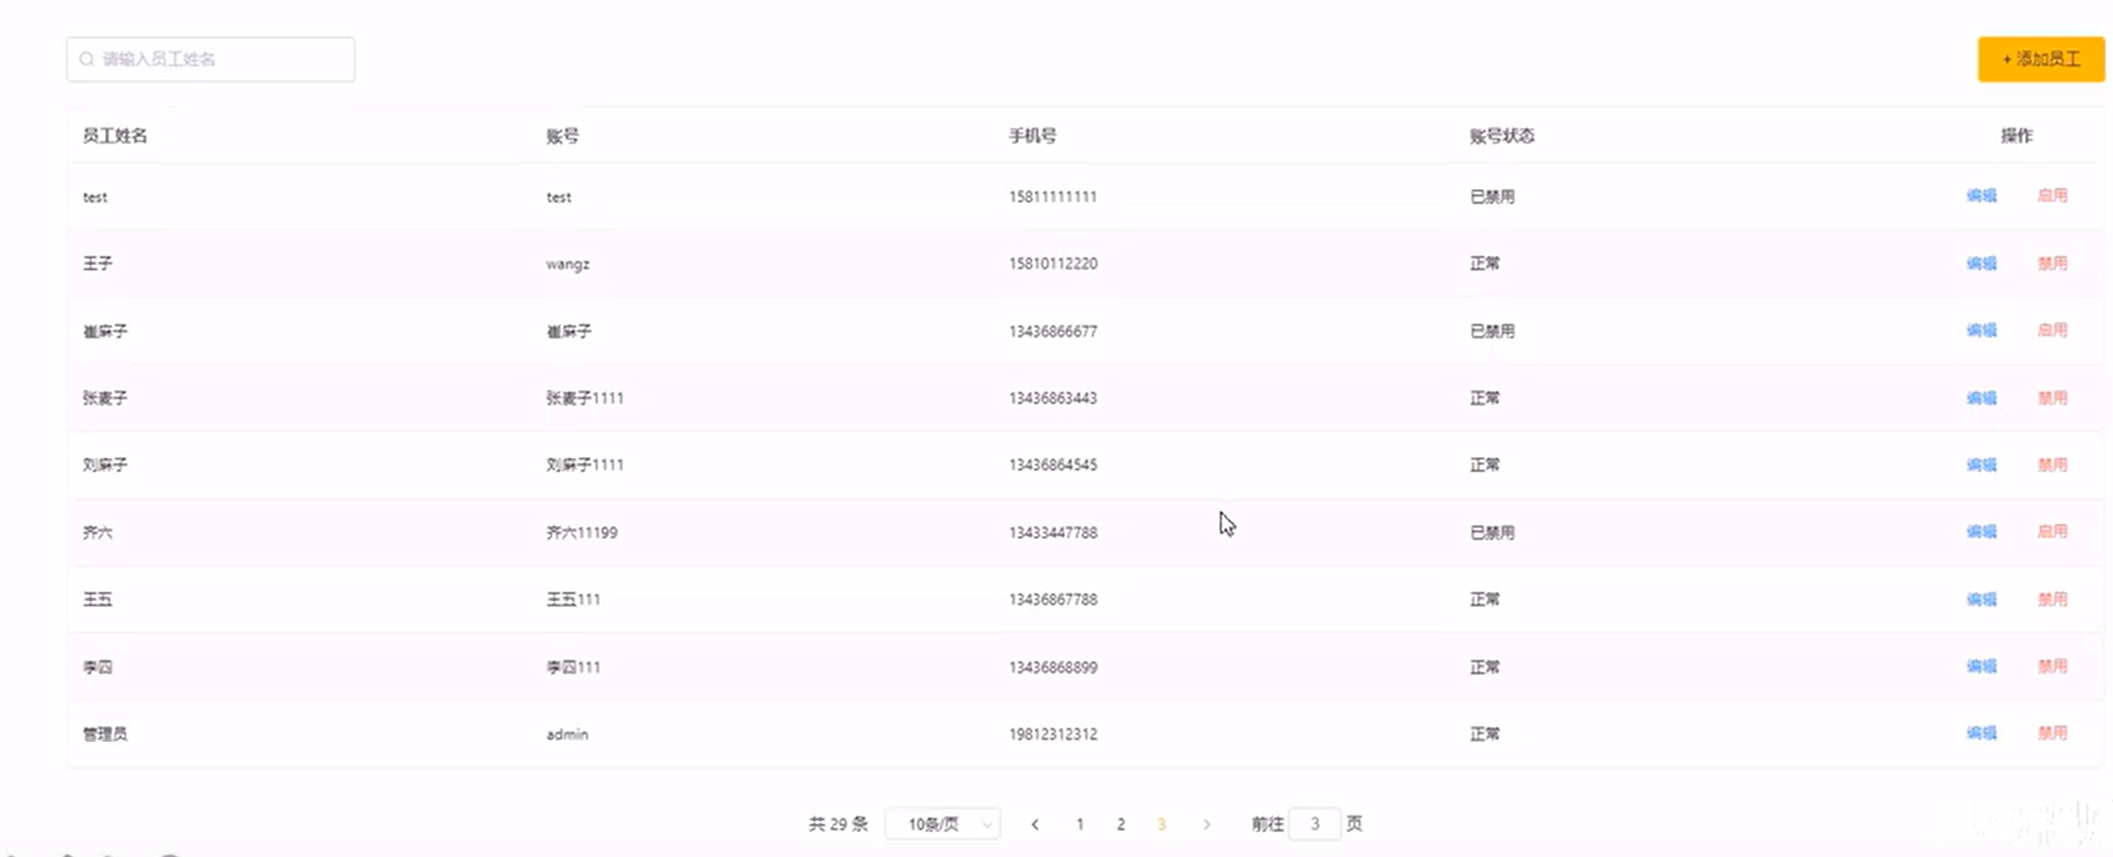 请输入员工姓名
+ 添加员工
员工姓名 账号 手机号 账号状态 操作
test test 15811111111 已禁用 编辑 启用
王子 wangz 15810112220 正常 编辑 禁用
崔麻子 崔麻子 13436866677 已禁用 编辑 启用
张麦子 张麦子1111 13436863443 正常 编辑 禁用
刘麻子 刘麻子1111 13436864545 正常 编辑 禁用
齐六 齐六11199 13433447788 已禁用 编辑 启用
王五 王五111 13436867788 正常 编辑 禁用
李四 李四111 13436868899 正常 编辑 禁用
管理员 admin 19812312312 正常 编辑 禁用
共 29 条 10条/页 1 2 3 前往 3 页